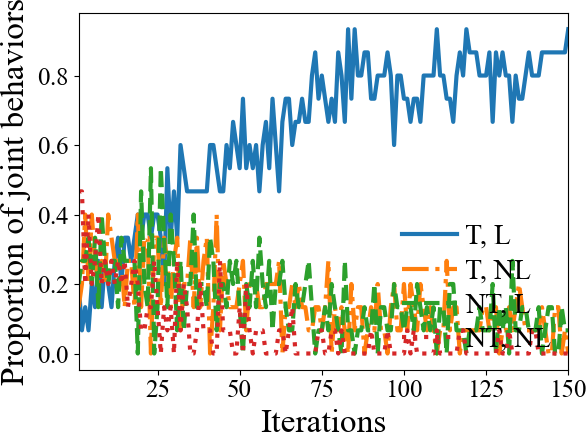 Proportion of joint behaviors
0.8
0.6
0.4
0.2
0.0
T, L
T, NL
NT, L
NT, NL
25
50
75
100
125
150
Iterations